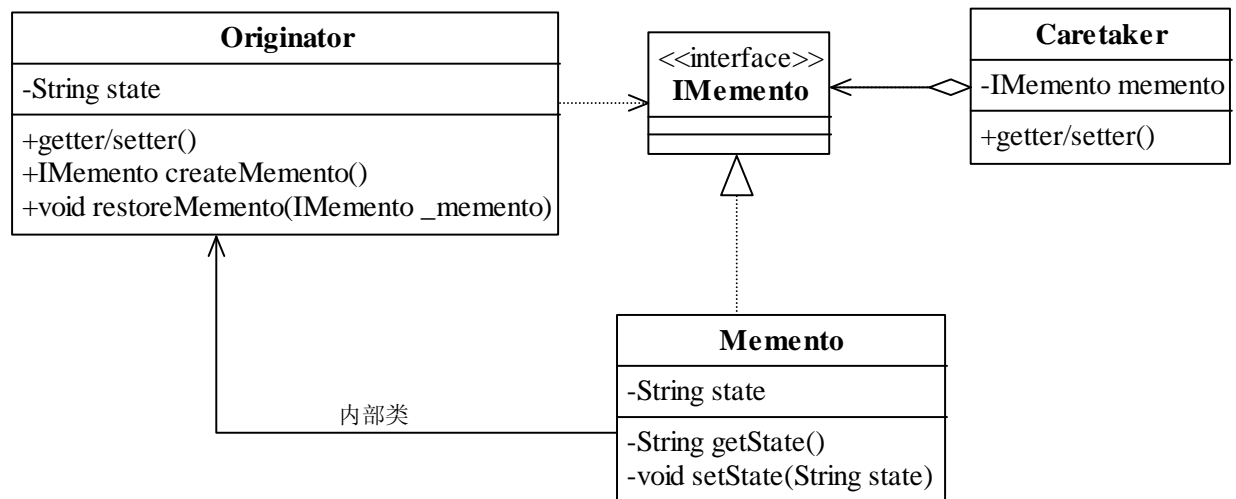 Originator
-String state
+getter/setter()
+IMemento createMemento()
+void restoreMemento(IMemento _memento)
<<interface>>
IMemento
Caretaker
-IMemento memento
+getter/setter()
内部类
Memento
-String state
-String getState()
-void setState(String state)